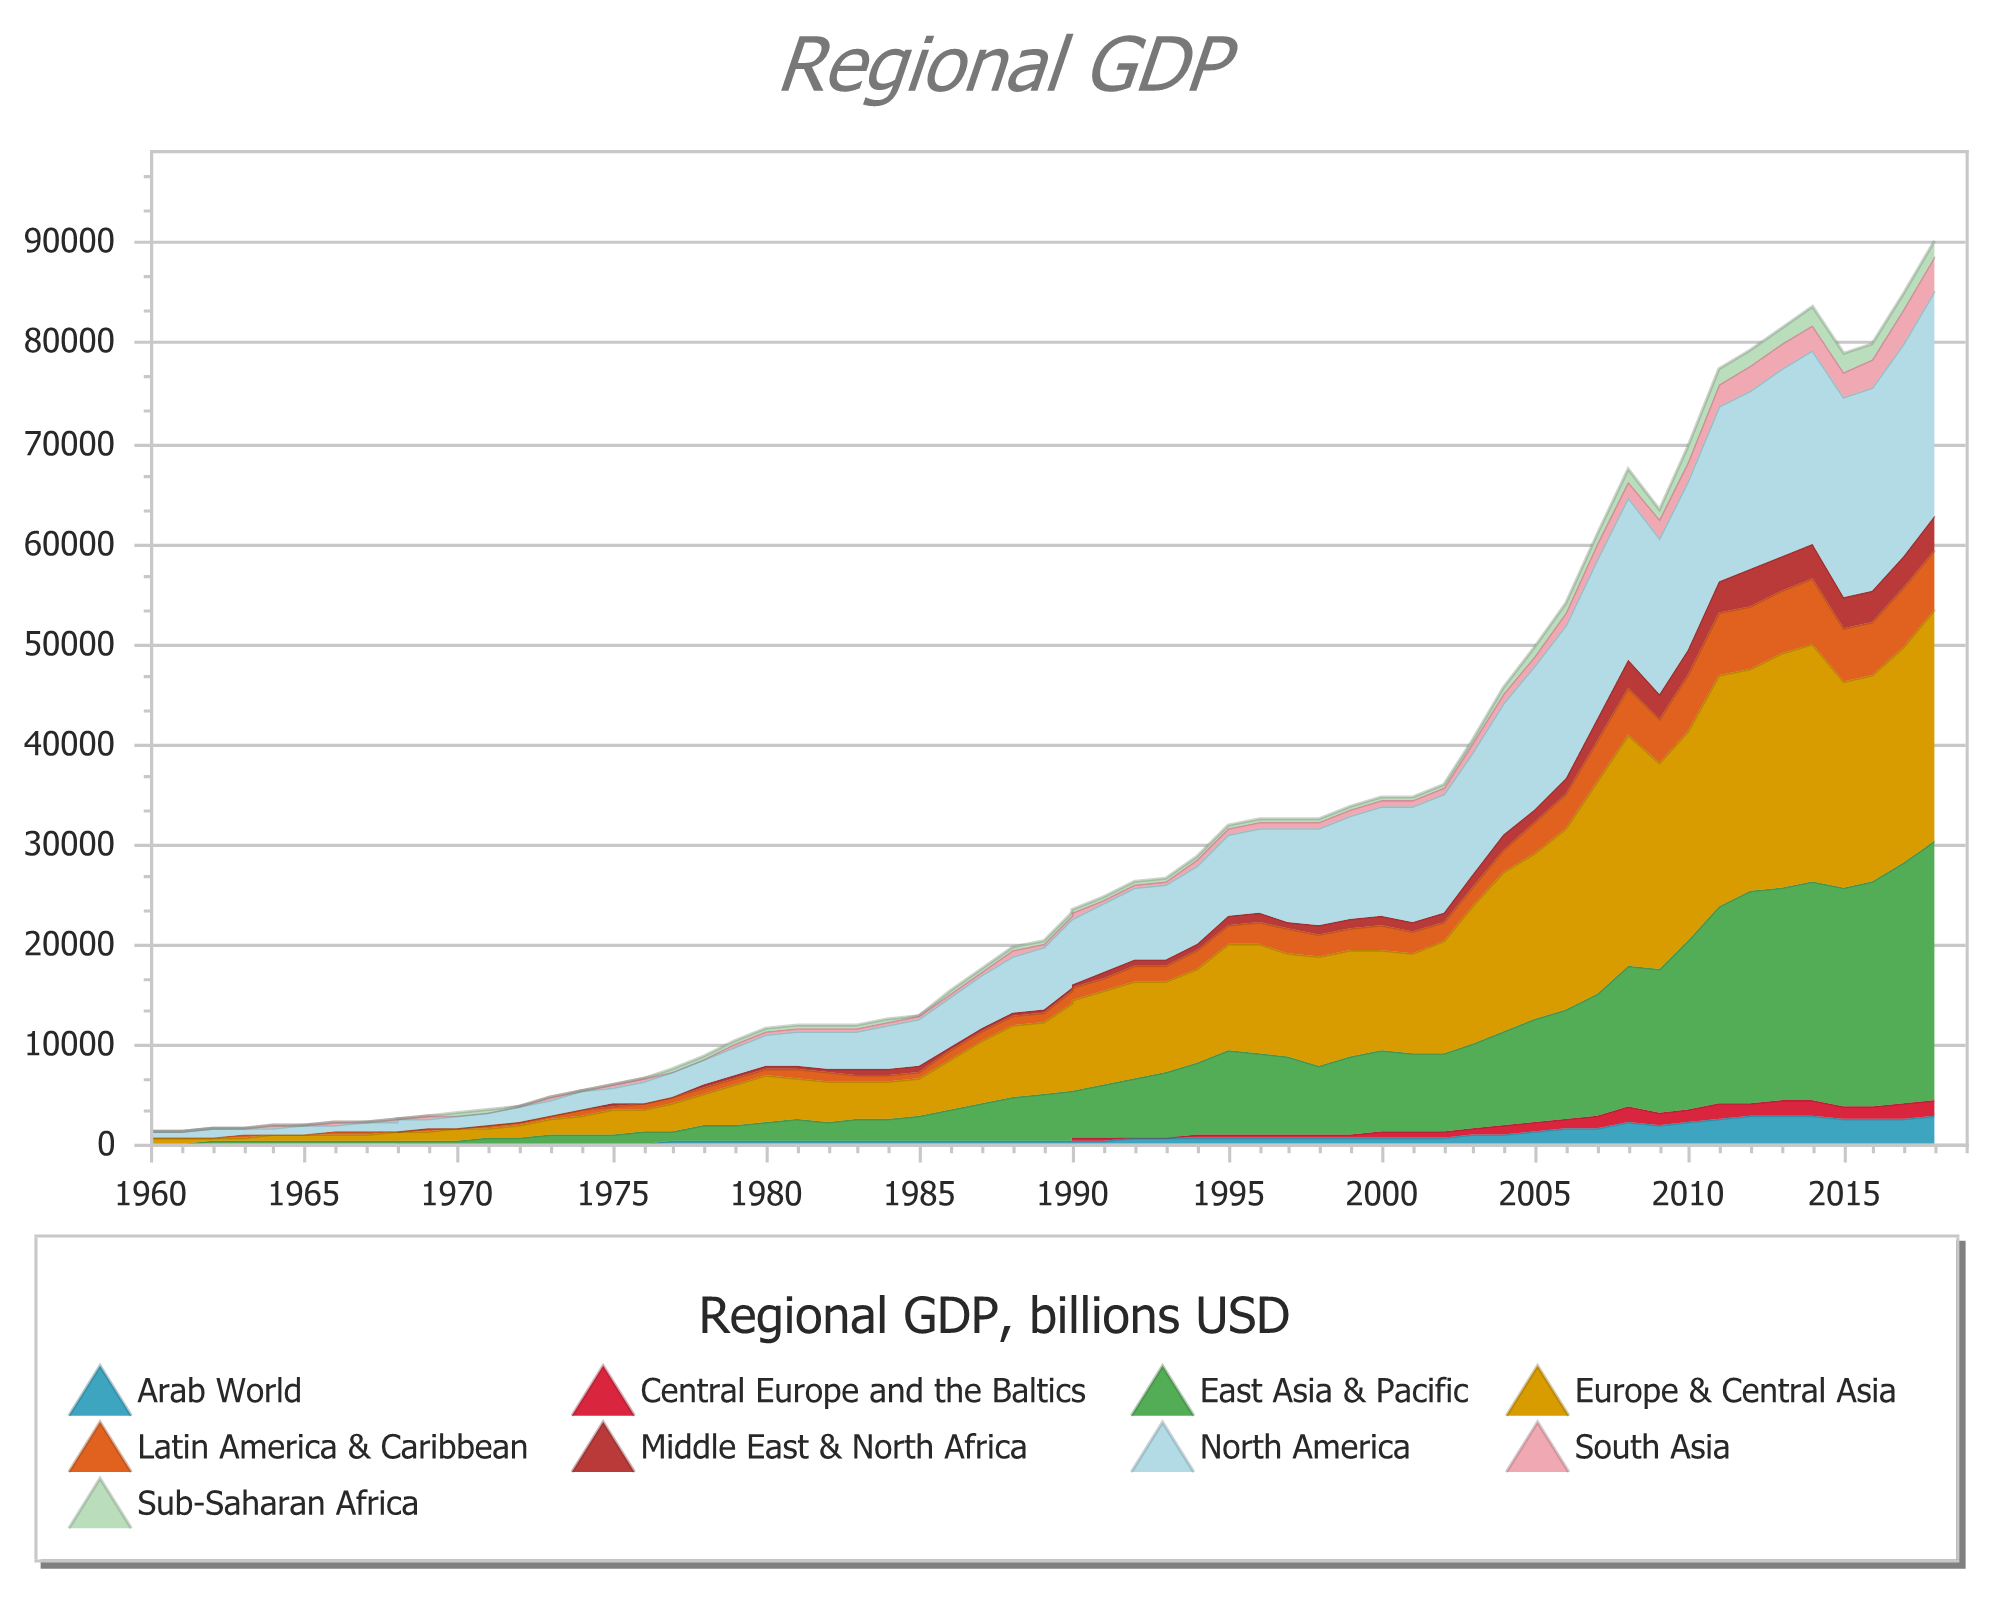 Regional GDP
90000
80000
70000
60000
50000
40000
30000
20000
10000
0
1960 1965 1970 1975 1980 1985 1990 1995 2000 2005 2010 2015
Regional GDP, billions USD
Arab World Central Europe and the Baltics East Asia & Pacific Europe & Central Asia
Latin America & Caribbean Middle East & North Africa North America South Asia
Sub-Saharan Africa